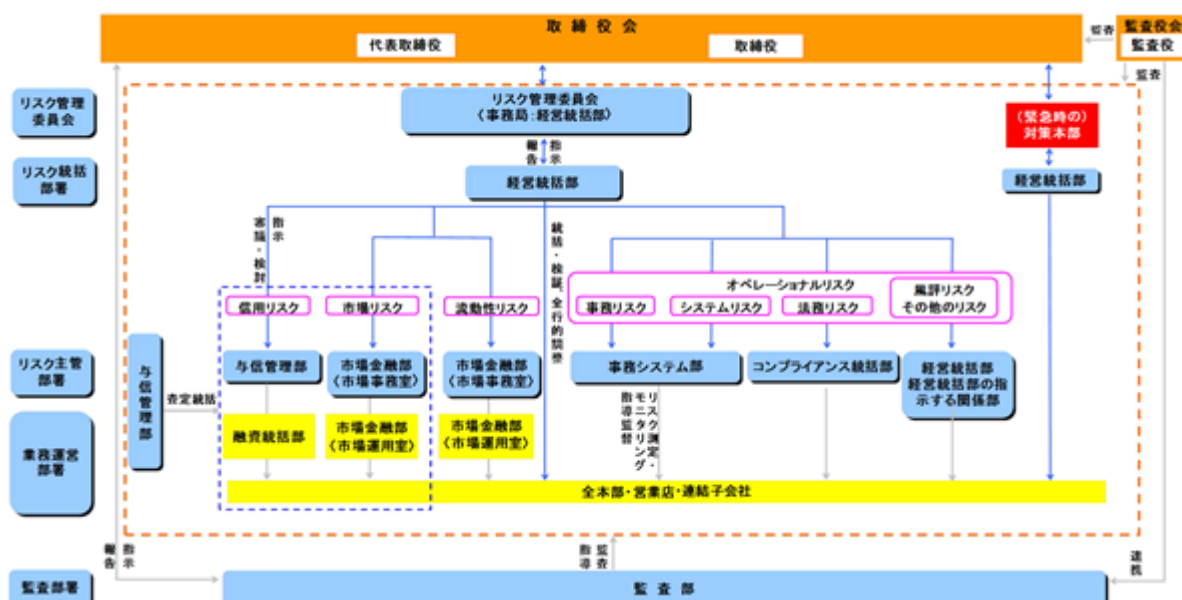 取締役会
代表取締役
取締役
監査
監査役会
監査役
監査
リスク管理
委員会
リスク管理委員会
〈事務局：経営統括部〉
(緊急時の)
対策本部
報告
指示
リスク統括
部署
経営統括部
経営統括部
指示
審議・検討
統括・検証、全行的調整
オペレーショナルリスク
信用リスク
市場リスク
流動性リスク
事務リスク
システムリスク
法務リスク
風評リスク
その他のリスク
リスク主管
部署
与信管理部
査定統括
与信管理部
市場金融部
〈市場事務室〉
市場金融部
〈市場事務室〉
事務システム部
コンプライアンス統括部
経営統括部
経営統括部の指
示する関係部
リスク測定・
モニタリング
指導監督
業務運営
部署
融資統括部
市場金融部
〈市場運用室〉
市場金融部
〈市場運用室〉
全本部・営業店・連結子会社
報告
指示
指導
監査
連携
監査部署
監査部